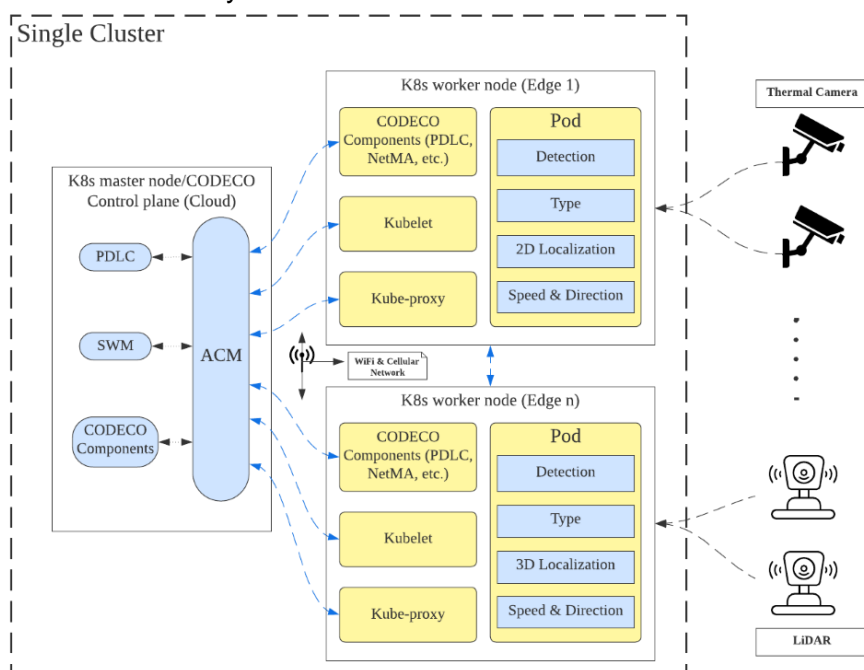 Single Cluster
K8s master node/CODECO
Control plane (Cloud)
PDLC
SWM
CODECO
Components
ACM
K8s worker node (Edge 1)
CODECO
Components (PDLC,
NetMA, etc.)
Kubelet
Kube-proxy
Pod
Detection
Type
2D Localization
Speed & Direction
WiFi & Cellular
Network
K8s worker node (Edge n)
CODECO
Components (PDLC,
NetMA, etc.)
Kubelet
Kube-proxy
Pod
Detection
Type
3D Localization
Speed & Direction
Thermal Camera
LiDAR